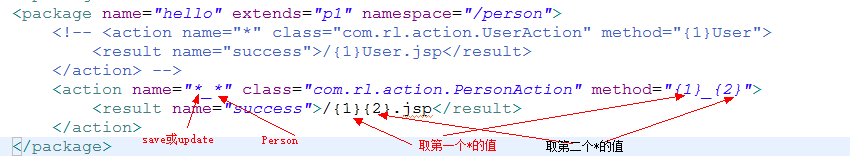 <package name="hello" extends="p1" namespace="/person">
<!-- <action name="*" class="com.rl.action.UserAction" method="{1}User">
<result name="success">/{1}User.jsp</result>
</action> -->
<action name="*_*" class="com.rl.action.PersonAction" method="{1}_{2}">
<result name="success">/{1}{2}.jsp</result>
</action>
save或update Person 取第一个*的值 取第二个*的值
</package>